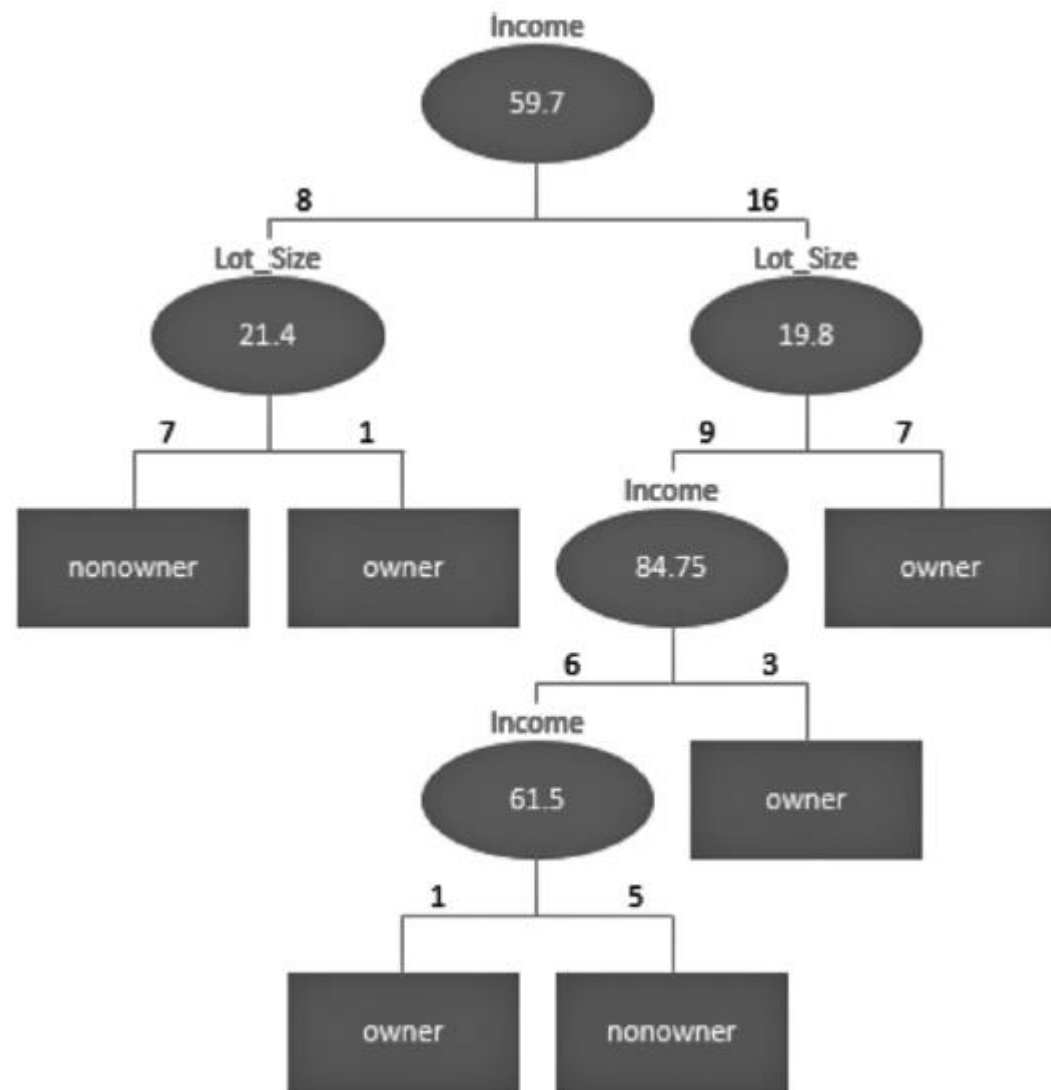 Income
59.7
8 16
Lot_Size Lot_Size
21.4 19.8
7 1 9 7
Income
nonowner owner 84.75 owner
6 3
Income
61.5 owner
1 5
owner nonowner